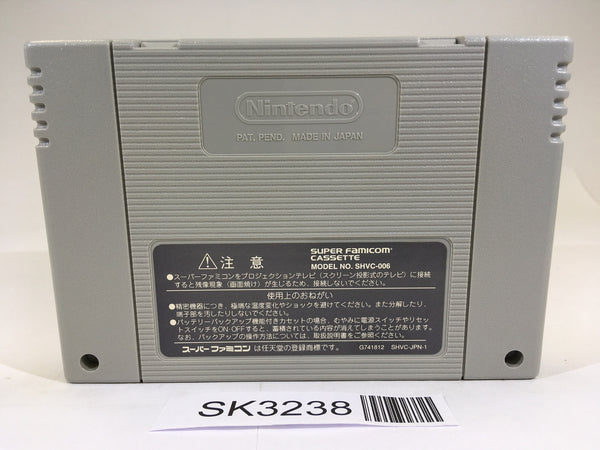 Nintendo
PAT. PEND. MADE IN JAPAN
⚠注意
SUPER FAMICOM
CASSETTE
MODEL NO. SHVC-006
●スーパーファミコンをプロジェクションテレビ(スクリーン投影式のテレビ)に接続
すると残像現象(画面焼け)が生じるため、接続しないでください。
使用上のおねがい
●精密機器につき、極端な温度変化やショックを避けてください。また分解したり、
端子部を汚したりしないでください。
●バッテリーバックアップ機能付きカセットの場合、むやみに電源スイッチやリセッ
トスイッチをON・OFFすると、蓄積されている内容が消えてしまうことがあります。
なお、バックアップの操作方法については、取扱説明書をご参照ください。
スーパーファミコン は任天堂の登録商標です。 G741812 SHVC-JPN-1
SK3238